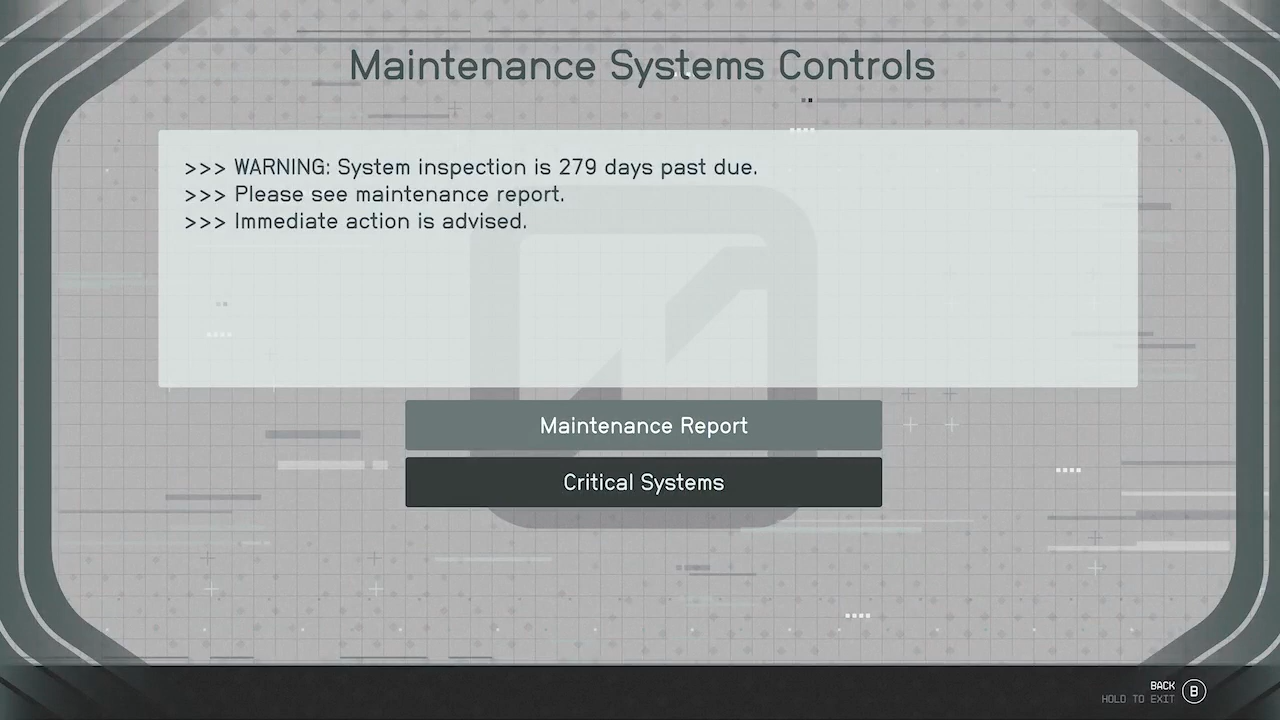 Maintenance Systems Controls
>>> WARNING: System inspection is 279 days past due.
>>> Please see maintenance report.
>>> Immediate action is advised.
Maintenance Report
Critical Systems
BACK
HOLD TO EXIT
B